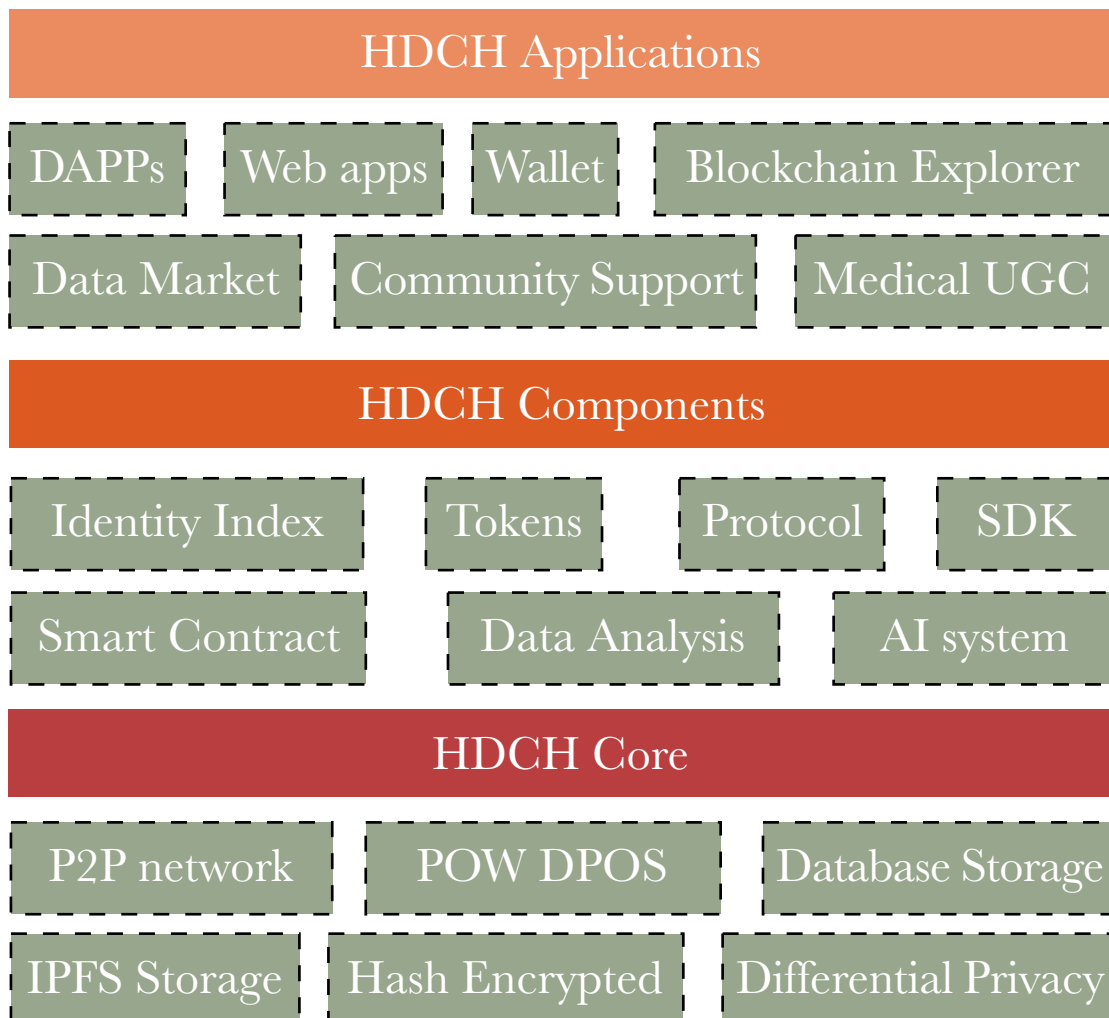 HDCH Applications
DAPPs Web apps Wallet Blockchain Explorer
Data Market Community Support Medical UGC
HDCH Components
Identity Index Tokens Protocol SDK
Smart Contract Data Analysis AI system
HDCH Core
P2P network POW DPOS Database Storage
IPFS Storage Hash Encrypted Differential Privacy